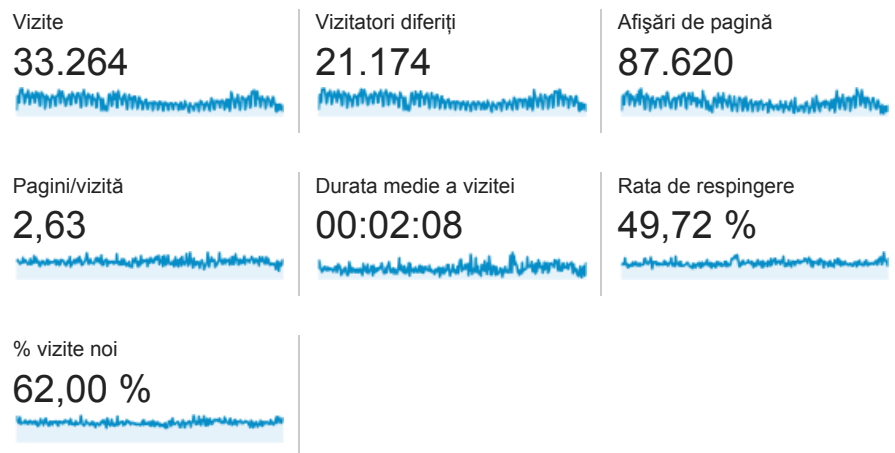 Vizite
33.264
Vizitatori diferiți
21.174
Afişări de pagină
87.620
Pagini/vizită
2,63
Durata medie a vizitei
00:02:08
Rata de respingere
49,72 %
% vizite noi
62,00 %